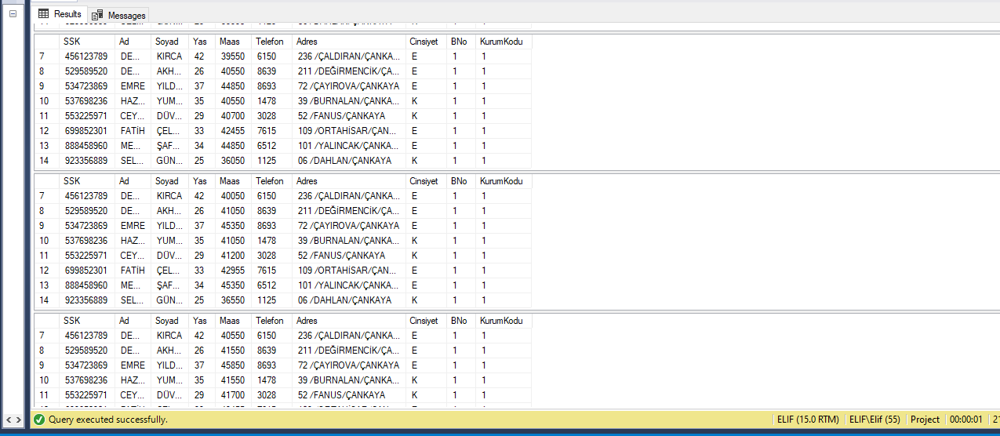 Results Messages
SSK Ad Soyad Yas Maas Telefon Adres Cinsiyet BNo KurumKodu
7 456123789 DE... KIRCA 42 39550 6150 236 /ÇALDIRAN/ÇANKA... E 1 1
8 529589520 DE... AKH... 26 40550 8639 211 /DEĞİRMENCİK/ÇA... E 1 1
9 534723869 EMRE YILD... 37 44850 8693 72 /ÇAYIROVA/ÇANKAYA E 1 1
10 537698236 HAZ... YUM... 35 40550 1478 39 /BURNALAN/ÇANKA... K 1 1
11 553225971 CEY... DÜV... 29 40700 3028 52 /FANUS/ÇANKAYA K 1 1
12 699852301 FATİH ÇEL... 33 42455 7615 109 /ORTAHİSAR/ÇAN... E 1 1
13 888458960 ME... ŞAF... 34 44850 6512 101 /YALINCAK/ÇANKA... E 1 1
14 923356889 SEL... GÜN... 25 36050 1125 06 /DAHLAN/ÇANKAYA K 1 1
SSK Ad Soyad Yas Maas Telefon Adres Cinsiyet BNo KurumKodu
7 456123789 DE... KIRCA 42 40050 6150 236 /ÇALDIRAN/ÇANKA... E 1 1
8 529589520 DE... AKH... 26 41050 8639 211 /DEĞİRMENCİK/ÇA... E 1 1
9 534723869 EMRE YILD... 37 45350 8693 72 /ÇAYIROVA/ÇANKAYA E 1 1
10 537698236 HAZ... YUM... 35 41050 1478 39 /BURNALAN/ÇANKA... K 1 1
11 553225971 CEY... DÜV... 29 41200 3028 52 /FANUS/ÇANKAYA K 1 1
12 699852301 FATİH ÇEL... 33 42955 7615 109 /ORTAHİSAR/ÇAN... E 1 1
13 888458960 ME... ŞAF... 34 45350 6512 101 /YALINCAK/ÇANKA... E 1 1
14 923356889 SEL... GÜN... 25 36550 1125 06 /DAHLAN/ÇANKAYA K 1 1
SSK Ad Soyad Yas Maas Telefon Adres Cinsiyet BNo KurumKodu
7 456123789 DE... KIRCA 42 40550 6150 236 /ÇALDIRAN/ÇANKA... E 1 1
8 529589520 DE... AKH... 26 41550 8639 211 /DEĞİRMENCİK/ÇA... E 1 1
9 534723869 EMRE YILD... 37 45850 8693 72 /ÇAYIROVA/ÇANKAYA E 1 1
10 537698236 HAZ... YUM... 35 41550 1478 39 /BURNALAN/ÇANKA... K 1 1
11 553225971 CEY... DÜV... 29 41700 3028 52 /FANUS/ÇANKAYA K 1 1
Query executed successfully. ELIF (15.0 RTM) ELIF\Elif (55) Project 00:00:01